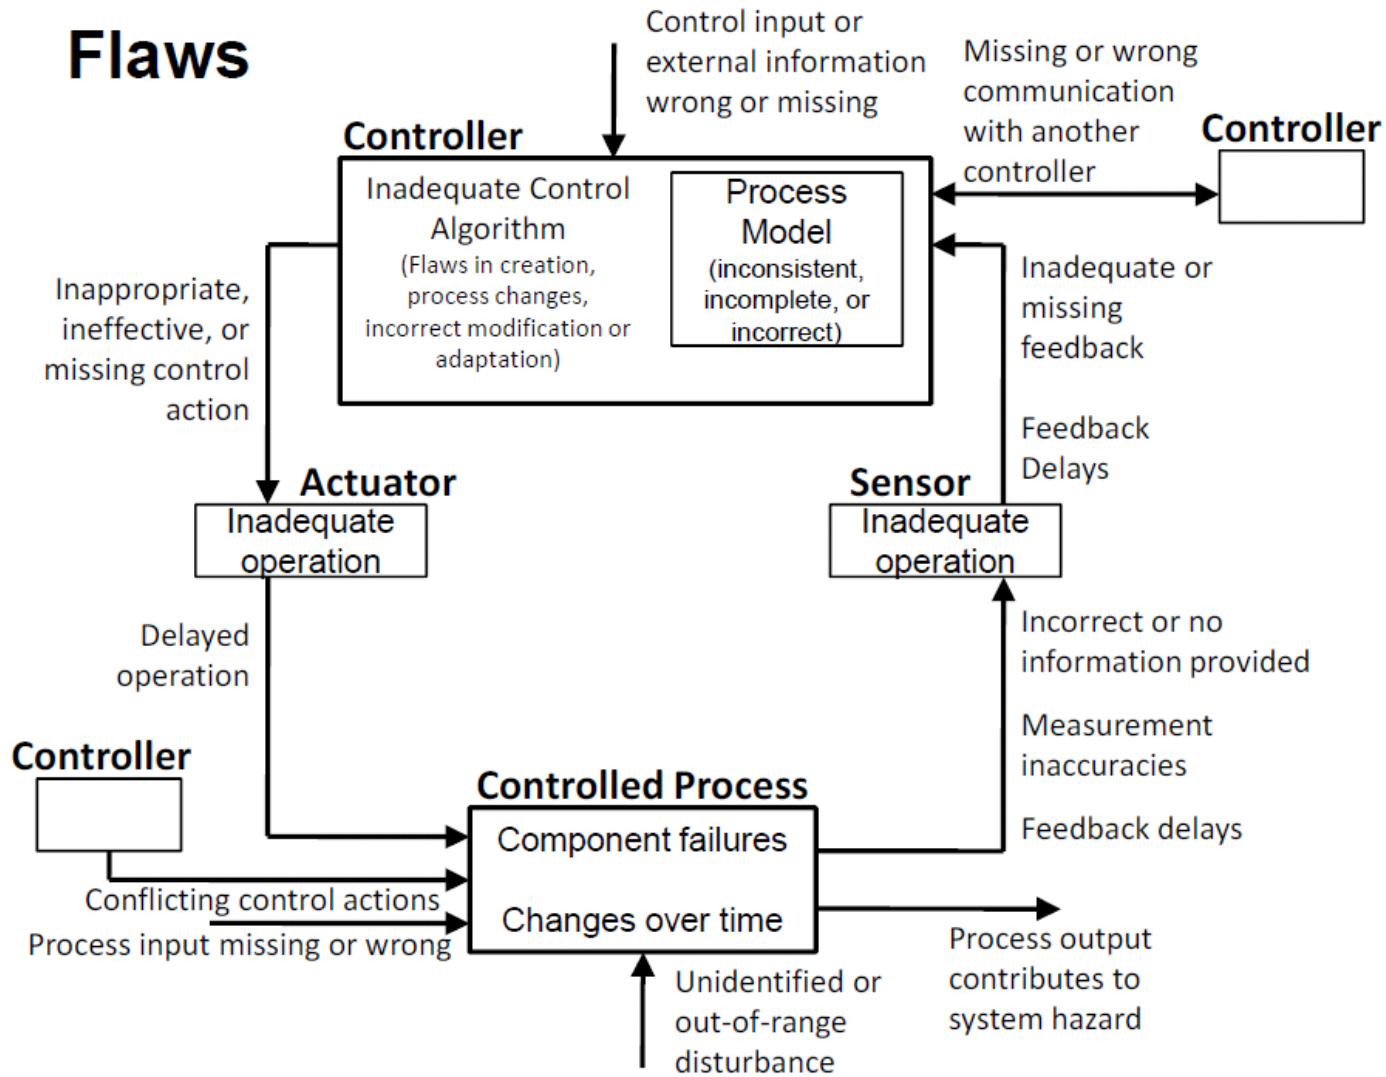 Flaws
Control input or
external information
wrong or missing
Missing or wrong
communication
with another
controller
Controller
Controller
Inadequate Control
Algorithm
(Flaws in creation,
process changes,
incorrect modification or
adaptation)
Process
Model
(inconsistent,
incomplete, or
incorrect)
Inappropriate,
ineffective, or
missing control
action
Inadequate or
missing
feedback
Feedback
Delays
Actuator
Inadequate
operation
Sensor
Inadequate
operation
Delayed
operation
Incorrect or no
information provided
Measurement
inaccuracies
Feedback delays
Controller
Controlled Process
Component failures
Changes over time
Conflicting control actions
Process input missing or wrong
Unidentified or
out-of-range
disturbance
Process output
contributes to
system hazard